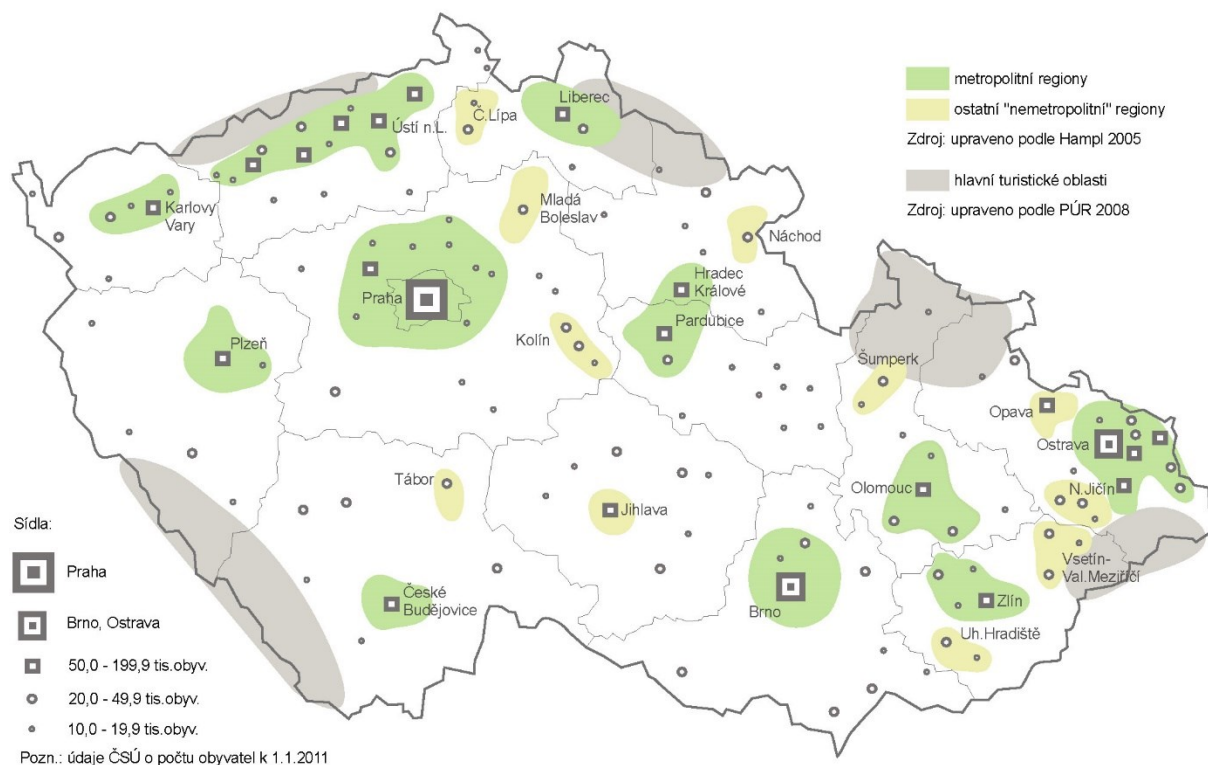 metropolitní regiony
ostatní "nemetropolitní" regiony
Zdroj: upraveno podle Hampl 2005
hlavní turistické oblasti
Zdroj: upraveno podle PÚR 2008
Liberec
Č.Lípa
Ústí n.L.
Karlovy
Vary
Mladá
Boleslav
Náchod
Hradec
Králové
Praha
Pardubice
Kolín
Plzeň
Šumperk
Opava
Ostrava
Tábor
Olomouc
Jihlava
N.Jičín
Vsetín-
Val.Meziříčí
České
Budějovice
Brno
Zlín
Uh.Hradiště
Sídla:
Praha
Brno, Ostrava
50,0 - 199,9 tis.obyv.
20,0 - 49,9 tis.obyv.
10,0 - 19,9 tis.obyv.
Pozn.: údaje ČSÚ o počtu obyvatel k 1.1.2011